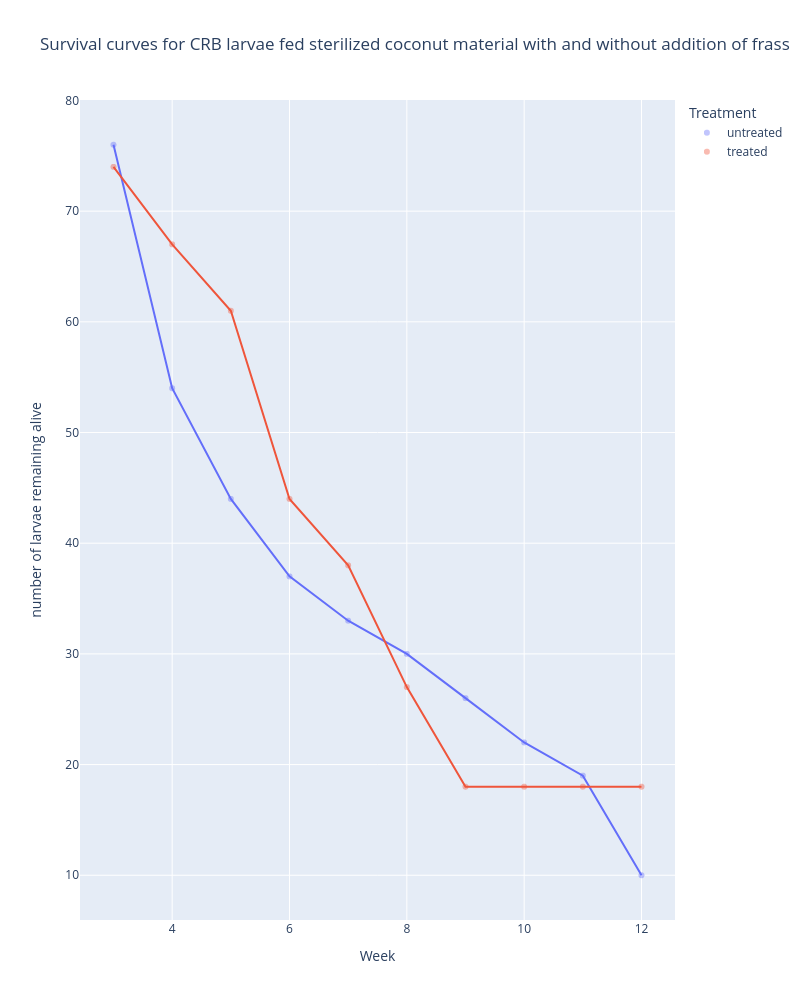 Survival curves for CRB larvae fed sterilized coconut material with and without addition of frass
Treatment
untreated
treated
number of larvae remaining alive
80
70
60
50
40
30
20
10
4 6 8 10 12
Week